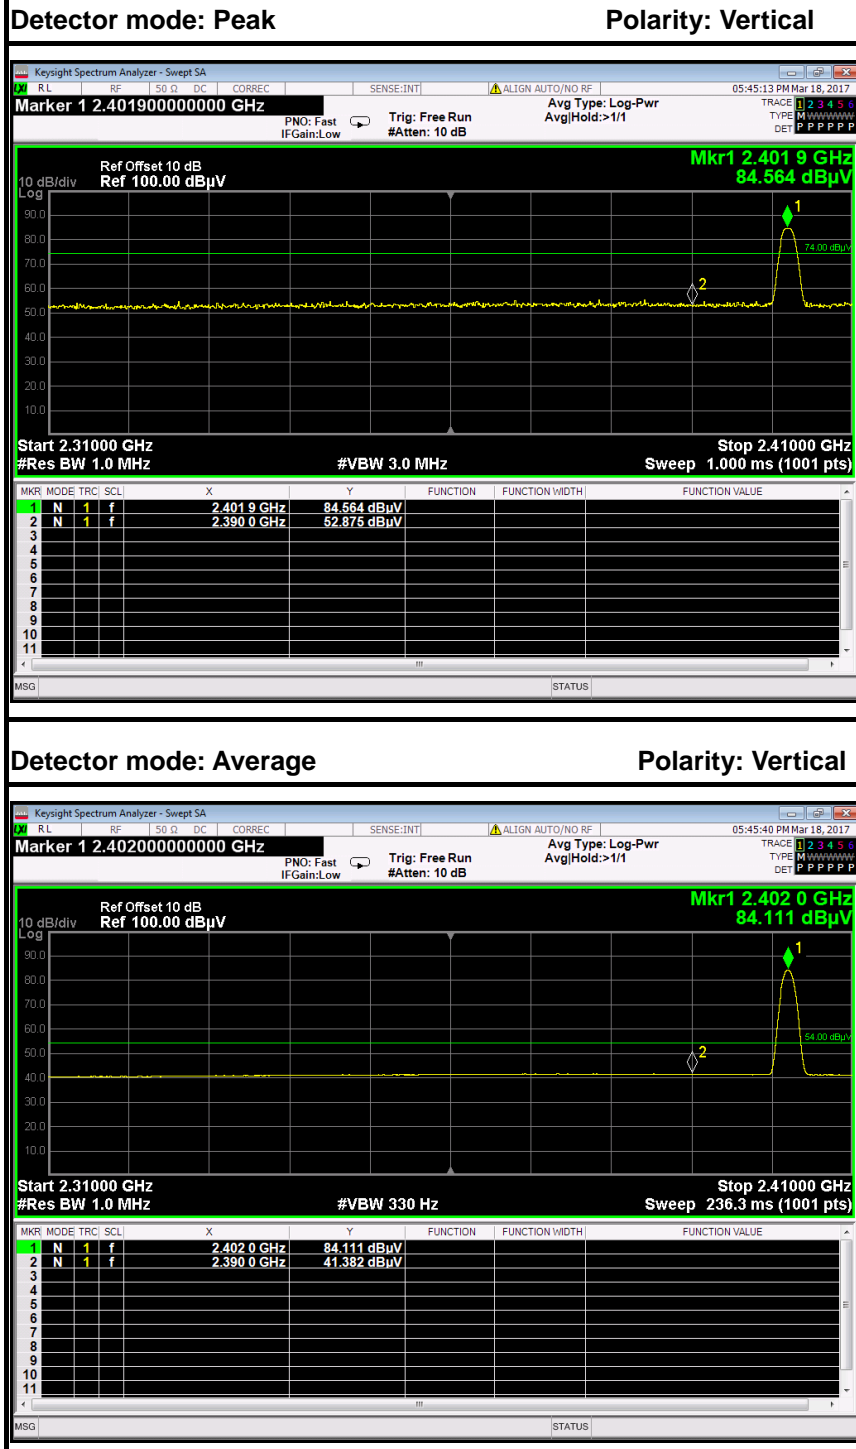 Detector mode: Peak Polarity: Vertical
Keysight Spectrum Analyzer - Swept SA
LXI RL RF 50 Ω DC CORREC SENSE:INT ALIGN AUTO/NO RF 05:45:13 PM Mar 18, 2017
Marker 1 2.401900000000 GHz Avg Type: Log-Pwr TRACE 1 2 3 4 5 6
PNO: Fast Trig: Free Run Avg|Hold:>1/1 TYPE M W W W W W
IFGain:Low #Atten: 10 dB DET P P P P P P
Mkr1 2.401 9 GHz
84.564 dBµV
Ref Offset 10 dB
10 dB/div Ref 100.00 dBµV
Log
1
90.0
80.0
74.00 dBµV
70.0
60.0
2
50.0
40.0
30.0
20.0
10.0
Start 2.31000 GHz Stop 2.41000 GHz
#Res BW 1.0 MHz #VBW 3.0 MHz Sweep 1.000 ms (1001 pts)
MKR MODE TRC SCL X Y FUNCTION FUNCTION WIDTH FUNCTION VALUE
1 N 1 f 2.401 9 GHz 84.564 dBµV
2 N 1 f 2.390 0 GHz 52.875 dBµV
3
4
5
6
7
8
9
10
11
MSG STATUS
Detector mode: Average Polarity: Vertical
Keysight Spectrum Analyzer - Swept SA
LXI RL RF 50 Ω DC CORREC SENSE:INT ALIGN AUTO/NO RF 05:45:40 PM Mar 18, 2017
Marker 1 2.402000000000 GHz Avg Type: Log-Pwr TRACE 1 2 3 4 5 6
PNO: Fast Trig: Free Run Avg|Hold:>1/1 TYPE M W W W W W
IFGain:Low #Atten: 10 dB DET P P P P P P
Mkr1 2.402 0 GHz
84.111 dBµV
Ref Offset 10 dB
10 dB/div Ref 100.00 dBµV
Log
1
90.0
80.0
70.0
60.0
54.00 dBµV
50.0
2
40.0
30.0
20.0
10.0
Start 2.31000 GHz Stop 2.41000 GHz
#Res BW 1.0 MHz #VBW 330 Hz Sweep 236.3 ms (1001 pts)
MKR MODE TRC SCL X Y FUNCTION FUNCTION WIDTH FUNCTION VALUE
1 N 1 f 2.402 0 GHz 84.111 dBµV
2 N 1 f 2.390 0 GHz 41.382 dBµV
3
4
5
6
7
8
9
10
11
MSG STATUS